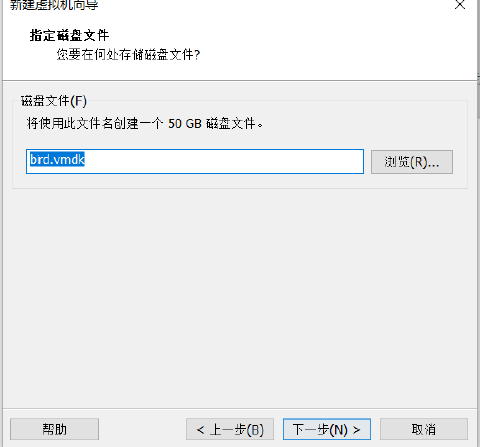 新建虚拟机向导
指定磁盘文件
您要在何处存储磁盘文件?
磁盘文件(F)
将使用此文件名创建一个 50 GB 磁盘文件。
brd.vmdk
浏览(R)...
帮助
< 上一步(B)
下一步(N) >
取消